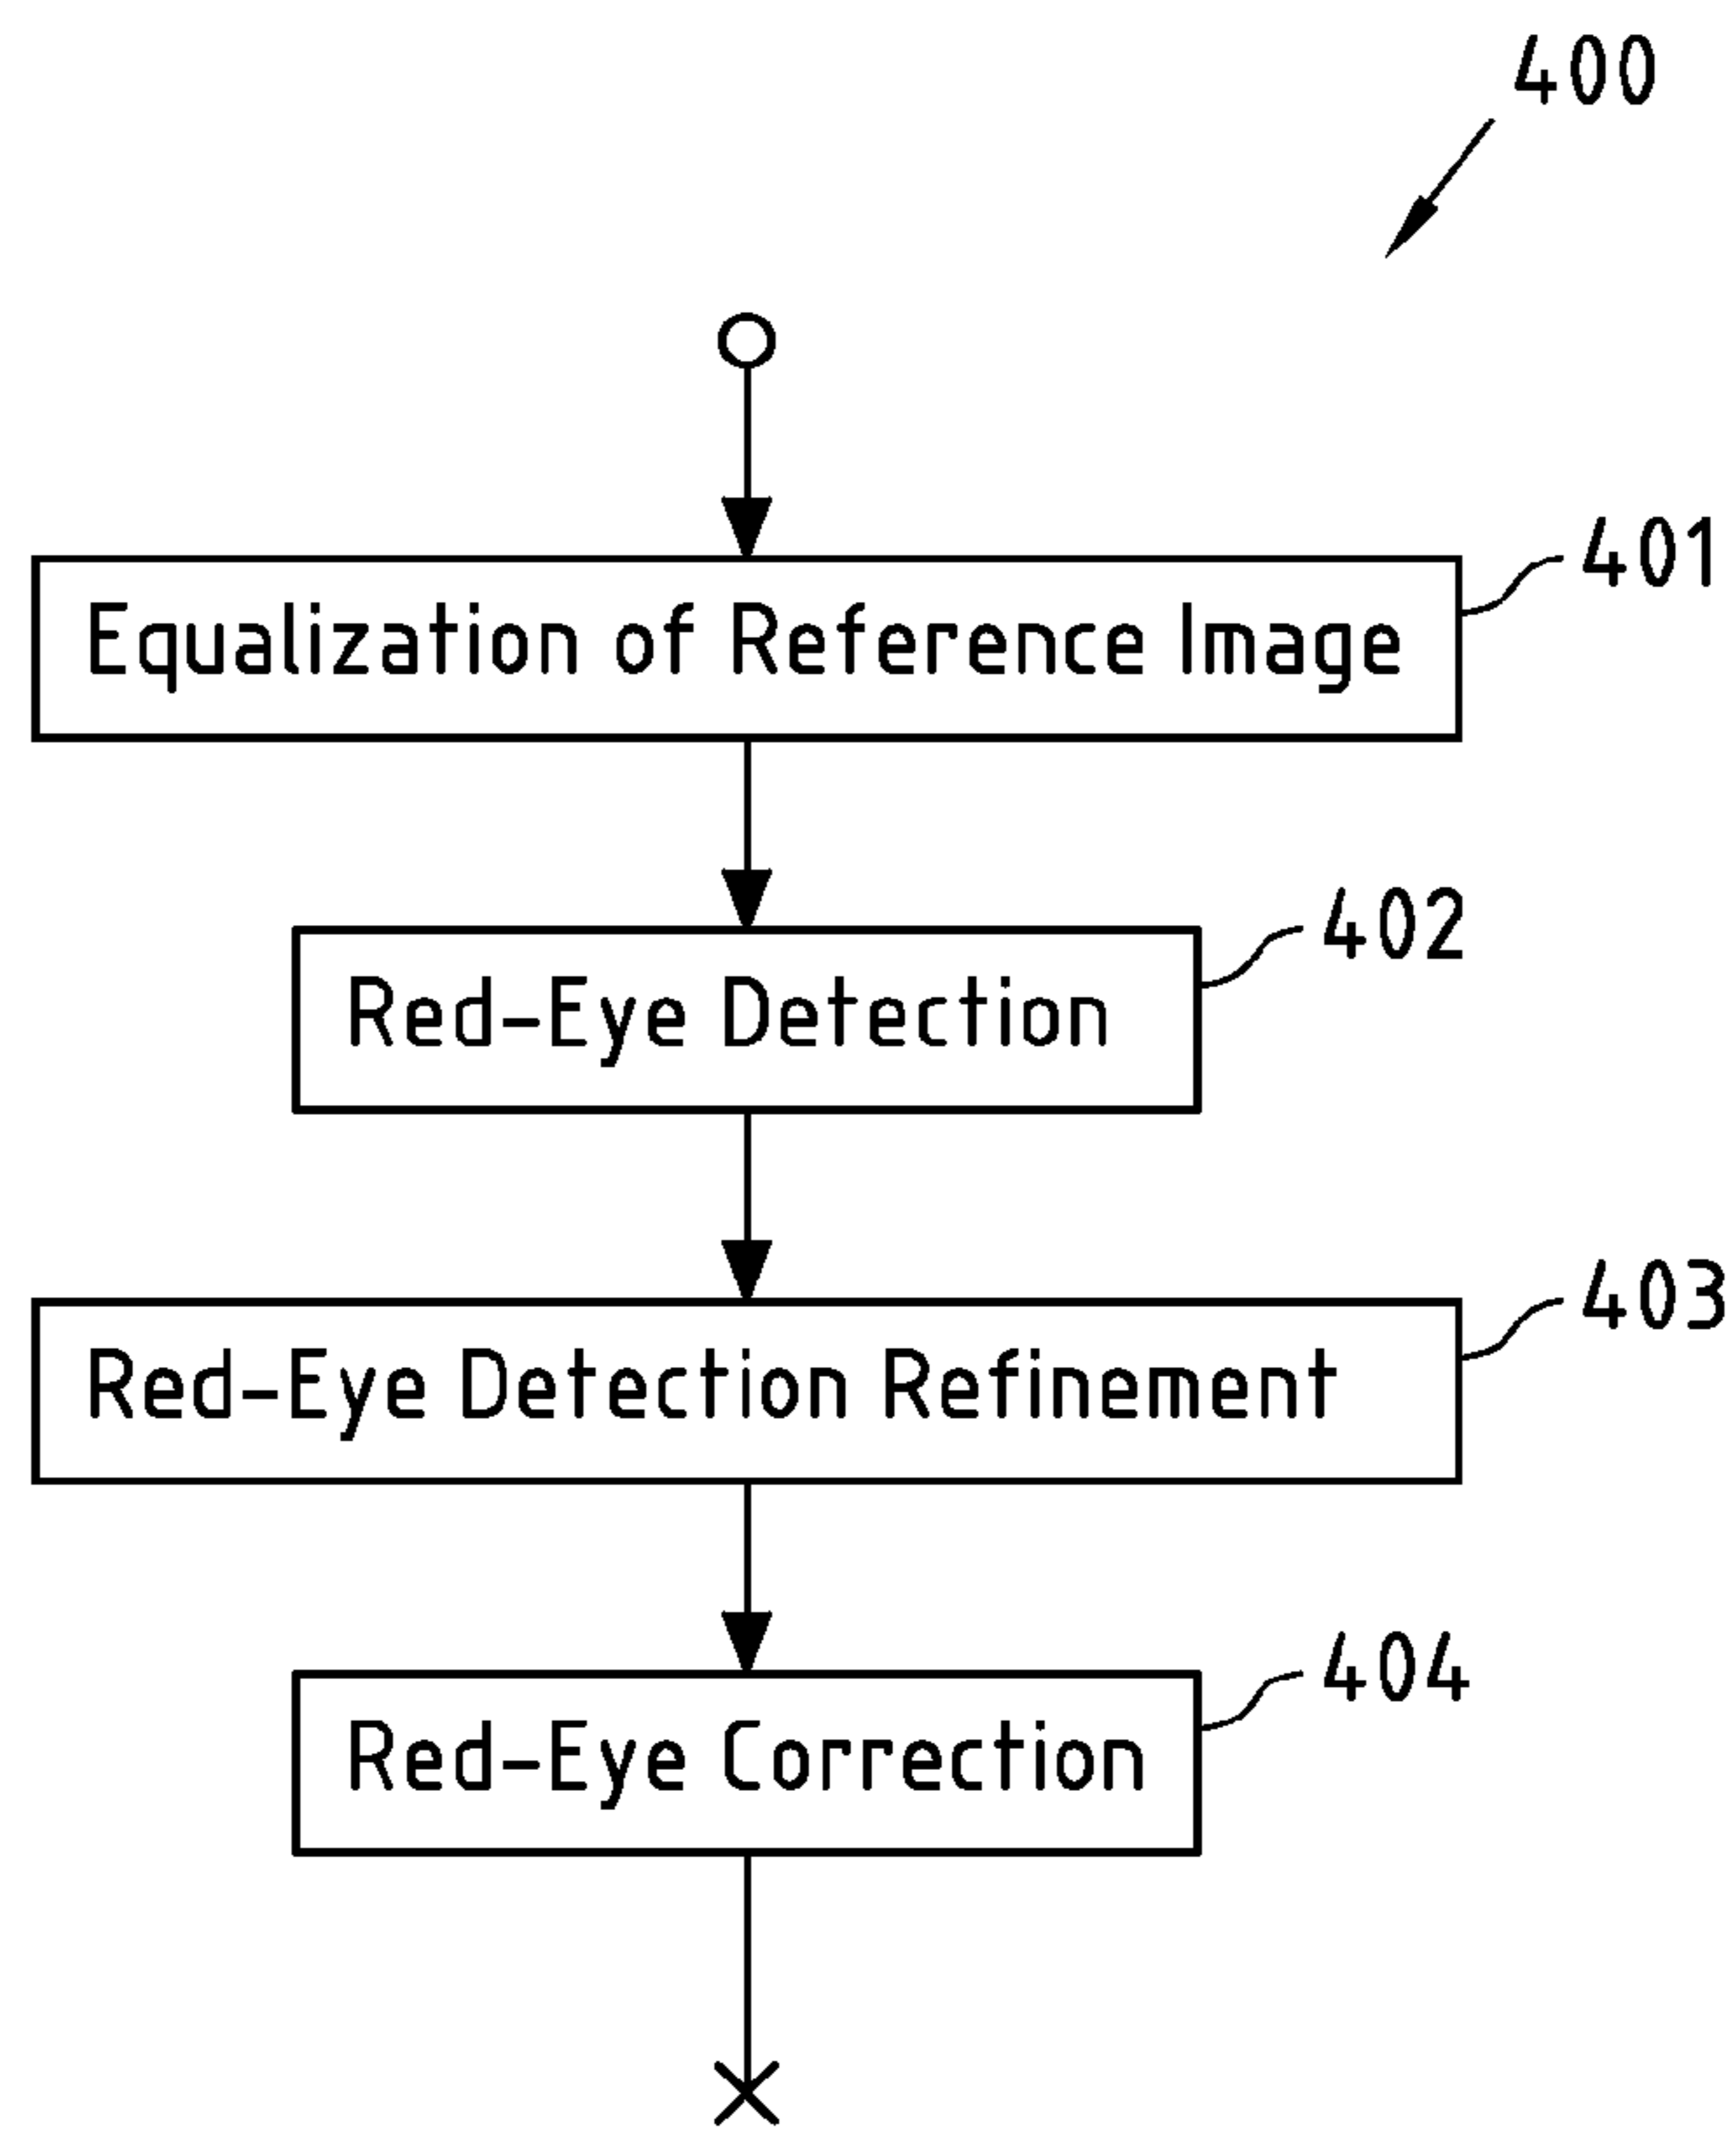 400
401
Equalization of Reference Image
402
Red-Eye Detection
403
Red-Eye Detection Refinement
404
Red-Eye Correction